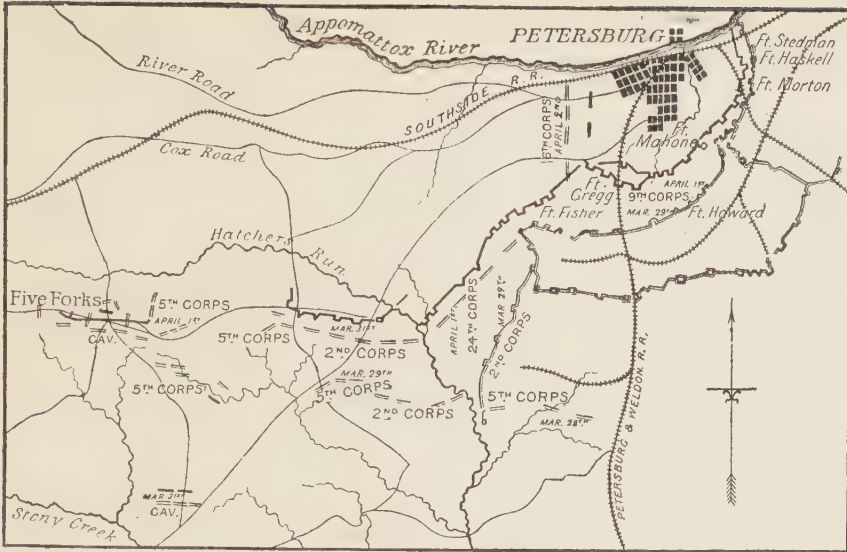 Appomattox River
PETERSBURG
Ft. Stedman
Ft. Haskell
Ft. Morton
River Road
SOUTHSIDE R.R.
Cox Road
6TH CORPS
APRIL 2ND
Ft.
Mahone
Ft.
Gregg
APRIL 1ST
9TH CORPS
MAR. 29TH
Ft. Fisher
Ft. Howard
Hatchers Run
Five Forks
5TH CORPS
APRIL 1ST
CAV.
5TH CORPS
MAR. 31ST
5TH CORPS
2ND CORPS
APRIL 1ST
24TH CORPS
MAR. 29TH
2ND CORPS
MAR. 29TH
5TH CORPS
2ND CORPS
5TH CORPS
MAR. 28TH
MAR. 31ST
CAV.
Stony Creek
PETERSBURG & WELDON R.R.